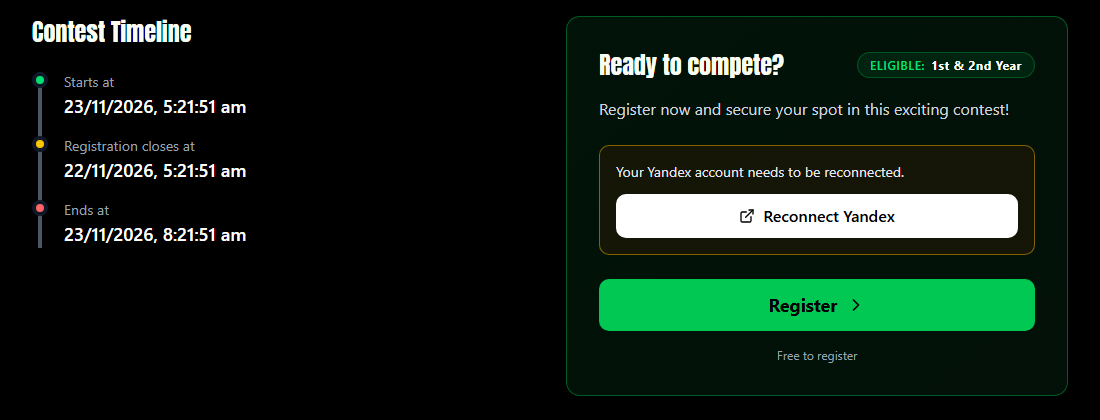 Contest Timeline
Starts at
23/11/2026, 5:21:51 am
Registration closes at
22/11/2026, 5:21:51 am
Ends at
23/11/2026, 8:21:51 am
Ready to compete?
ELIGIBLE: 1st & 2nd Year
Register now and secure your spot in this exciting contest!
Your Yandex account needs to be reconnected.
Reconnect Yandex
Register
Free to register